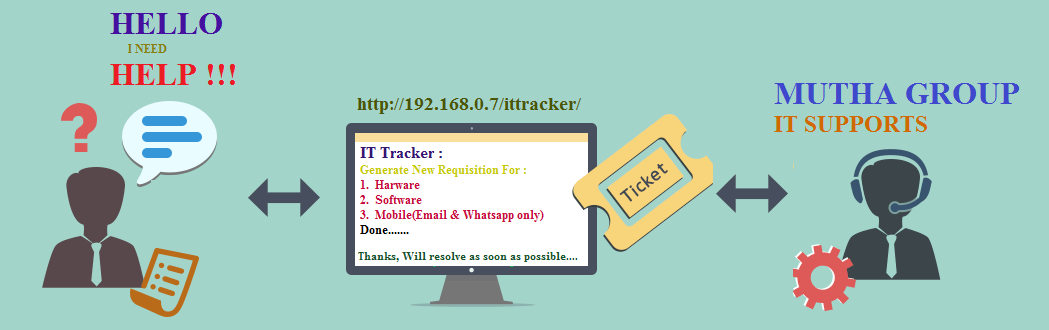 HELLO
I NEED
HELP !!!
?
http://192.168.0.7/ittracker/
IT Tracker :
Generate New Requisition For :
1. Harware
2. Software
3. Mobile(Email & Whatsapp only)
Done.......
Thanks, Will resolve as soon as possible....
Ticket
MUTHA GROUP
IT SUPPORTS